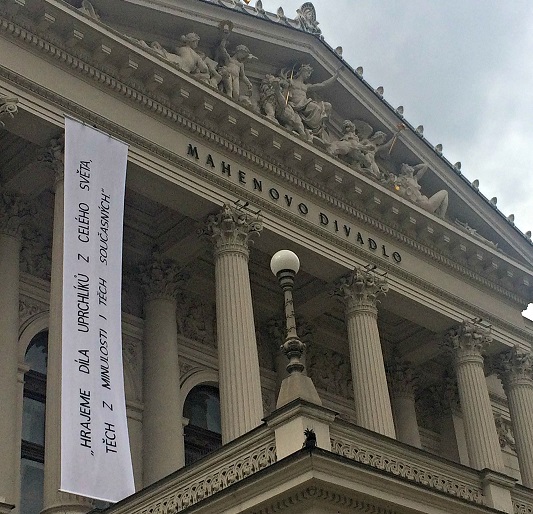 MAHENOVO DIVADLO
„HRAJEME DÍLA UPRCHLÍKŮ Z CELÉHO SVĚTA,
TĚCH Z MINULOSTI I TĚCH SOUČASNÝCH."